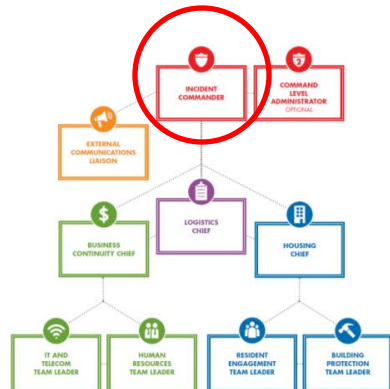 2
INCIDENT
COMMANDER
COMMAND
LEVEL
ADMINISTRATOR
OPTIONAL
EXTERNAL
COMMUNICATIONS
LIAISON
$
BUSINESS
CONTINUITY CHIEF
LOGISTICS
CHIEF
HOUSING
CHIEF
IT AND
TELECOM
TEAM LEADER
HUMAN
RESOURCES
TEAM LEADER
RESIDENT
ENGAGEMENT
TEAM LEADER
BUILDING
PROTECTION
TEAM LEADER